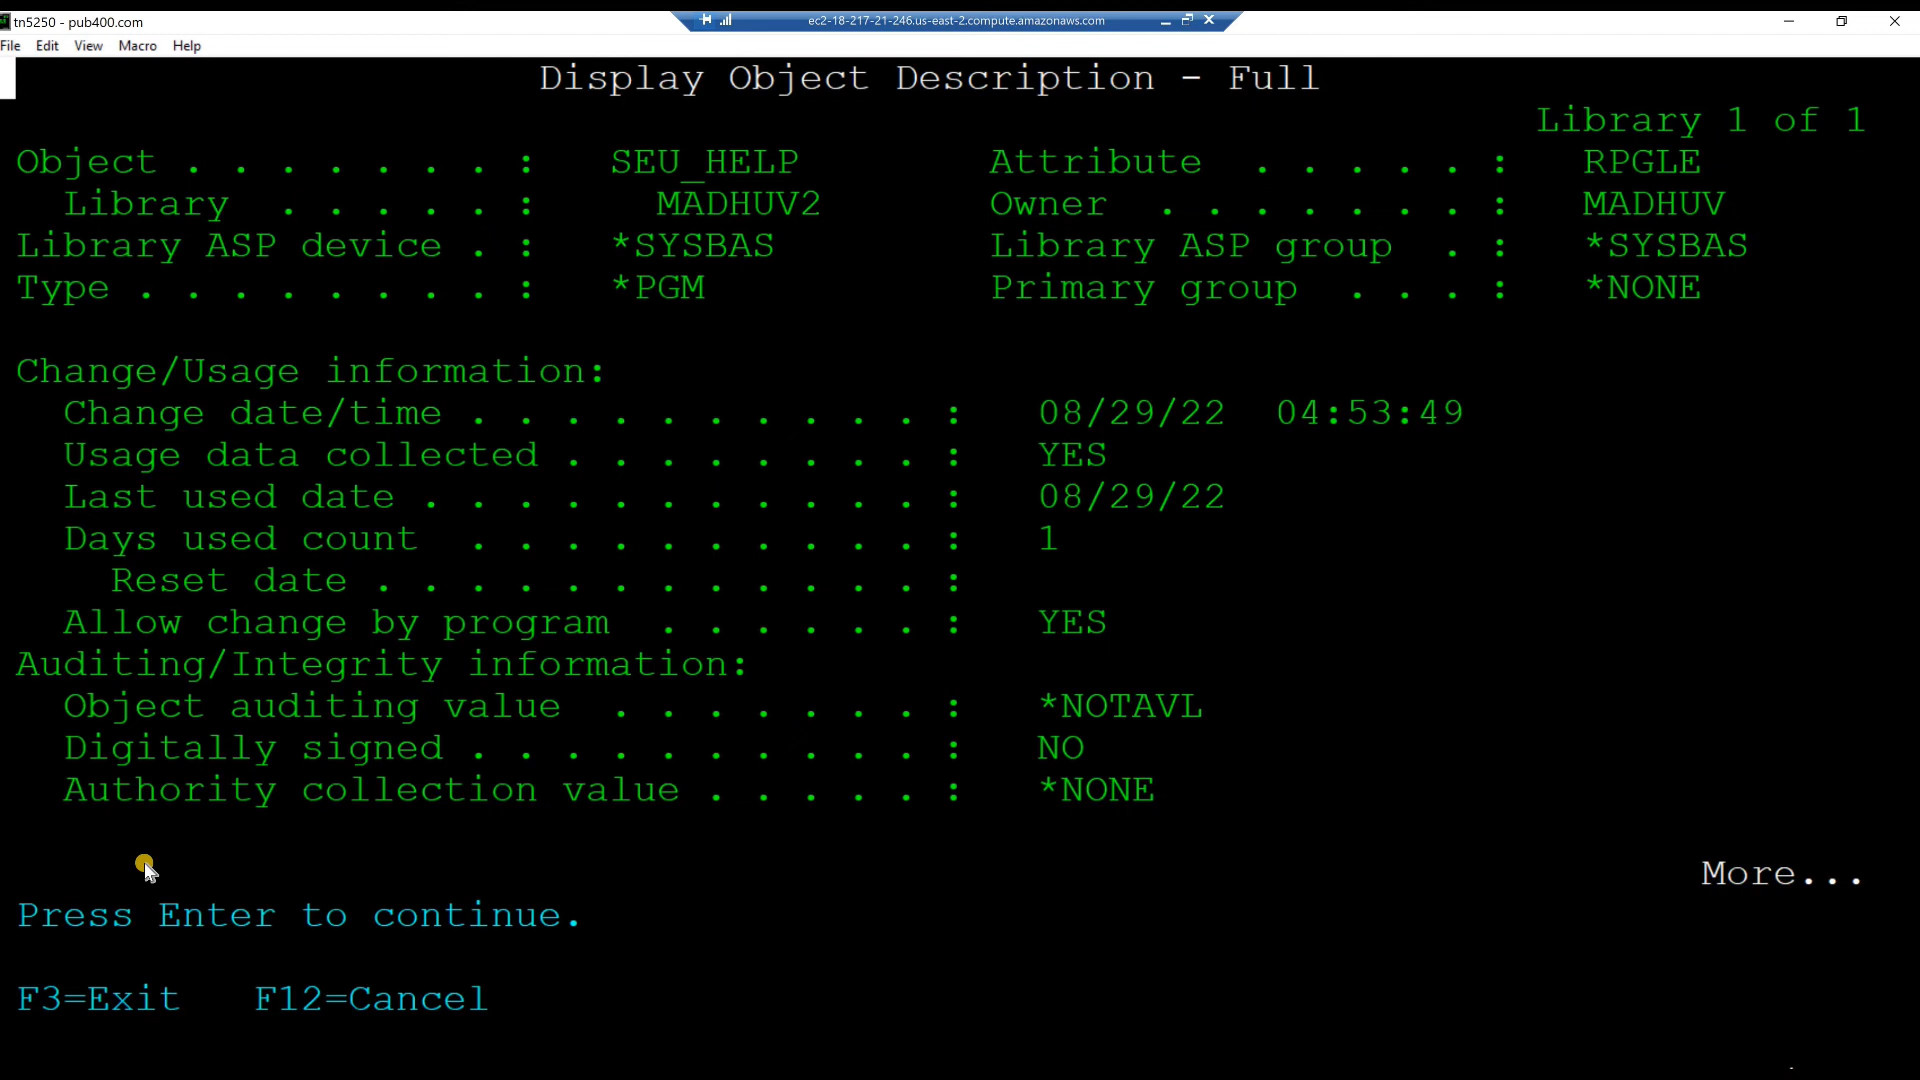 tn5250 - pub400.com
ec2-18-217-21-246.us-east-2.compute.amazonaws.com
File Edit View Macro Help
Display Object Description - Full
Library 1 of 1
Object . . . . . . . : SEU_HELP Attribute . . . . . : RPGLE
Library . . . . . : MADHUV2 Owner . . . . . . . : MADHUV
Library ASP device . : *SYSBAS Library ASP group . : *SYSBAS
Type . . . . . . . . : *PGM Primary group . . . : *NONE
Change/Usage information:
Change date/time . . . . . . . . . . : 08/29/22 04:53:49
Usage data collected . . . . . . . . : YES
Last used date . . . . . . . . . . . : 08/29/22
Days used count . . . . . . . . . . : 1
Reset date . . . . . . . . . . . . :
Allow change by program . . . . . . : YES
Auditing/Integrity information:
Object auditing value . . . . . . . : *NOTAVL
Digitally signed . . . . . . . . . . : NO
Authority collection value . . . . . : *NONE
More...
Press Enter to continue.
F3=Exit F12=Cancel